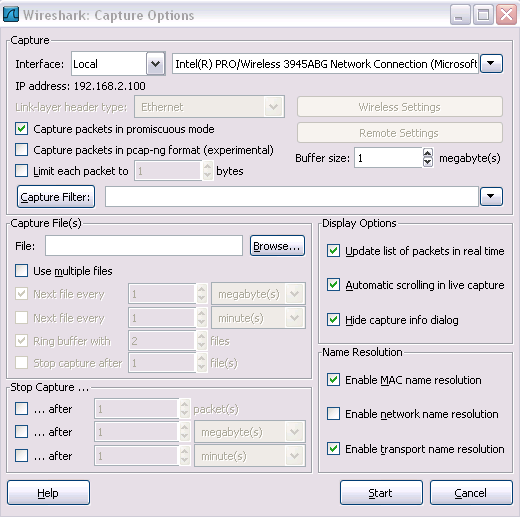 Wireshark: Capture Options
Capture
Interface: Local Intel(R) PRO/Wireless 3945ABG Network Connection (Microsoft
IP address: 192.168.2.100
Link-layer header type: Ethernet Wireless Settings
Capture packets in promiscuous mode Remote Settings
Capture packets in pcap-ng format (experimental)
Limit each packet to 1 bytes Buffer size: 1 megabyte(s)
Capture Filter:
Capture File(s)
File: Browse...
Use multiple files
Next file every 1 megabyte(s)
Next file every 1 minute(s)
Ring buffer with 2 files
Stop capture after 1 file(s)
Stop Capture ...
... after 1 packet(s)
... after 1 megabyte(s)
... after 1 minute(s)
Display Options
Update list of packets in real time
Automatic scrolling in live capture
Hide capture info dialog
Name Resolution
Enable MAC name resolution
Enable network name resolution
Enable transport name resolution
Help Start Cancel